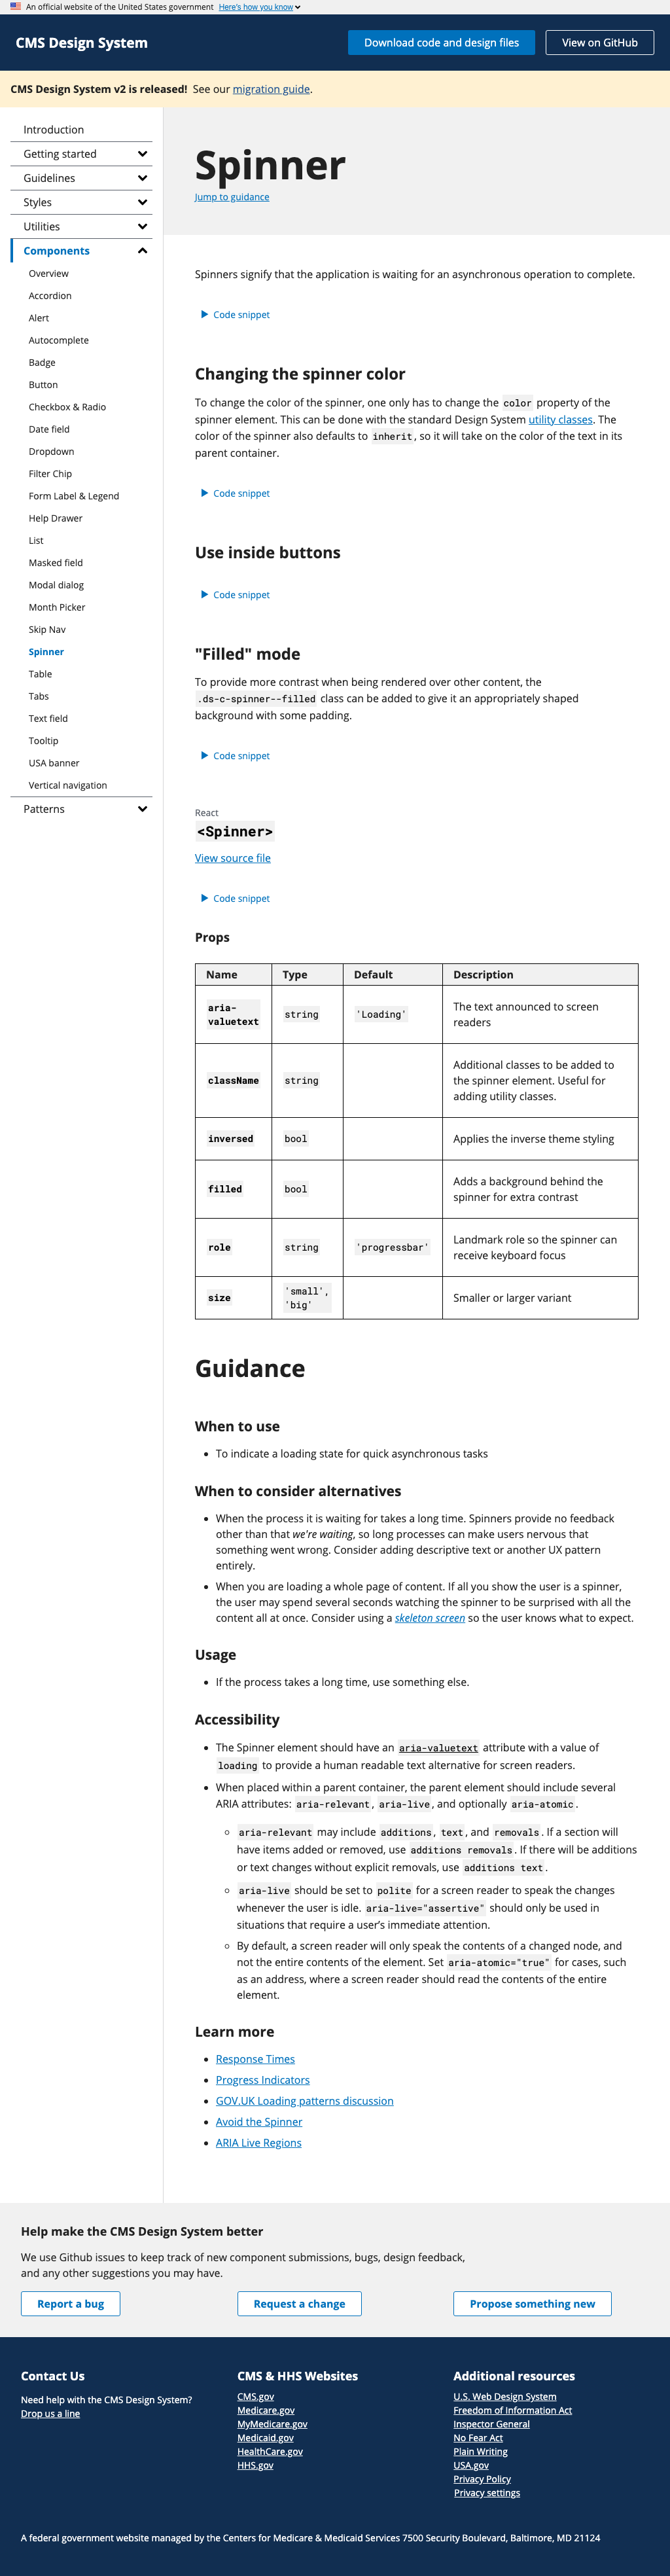 An official website of the United States government Here's how you know
CMS Design System
Download code and design files
View on GitHub
CMS Design System v2 is released! See our migration guide.
Introduction
Getting started
Guidelines
Styles
Utilities
Components
Overview
Accordion
Alert
Autocomplete
Badge
Button
Checkbox & Radio
Date field
Dropdown
Filter Chip
Form Label & Legend
Help Drawer
List
Masked field
Modal dialog
Month Picker
Skip Nav
Spinner
Table
Tabs
Text field
Tooltip
USA banner
Vertical navigation
Patterns
Spinner
Jump to guidance
Spinners signify that the application is waiting for an asynchronous operation to complete.
Code snippet
Changing the spinner color
To change the color of the spinner, one only has to change the color property of the
spinner element. This can be done with the standard Design System utility classes. The
color of the spinner also defaults to inherit, so it will take on the color of the text in its
parent container.
Code snippet
Use inside buttons
Code snippet
"Filled" mode
To provide more contrast when being rendered over other content, the
.ds-c-spinner--filled class can be added to give it an appropriately shaped
background with some padding.
Code snippet
React
<Spinner>
View source file
Code snippet
Props
Name Type Default Description
aria-
valuetext
string
'Loading'
The text announced to screen
readers
className
string
Additional classes to be added to
the spinner element. Useful for
adding utility classes.
inversed bool Applies the inverse theme styling
filled
bool
Adds a background behind the
spinner for extra contrast
role
string
'progressbar'
Landmark role so the spinner can
receive keyboard focus
size
'small',
'big'
Smaller or larger variant
Guidance
When to use
• To indicate a loading state for quick asynchronous tasks
When to consider alternatives
• When the process it is waiting for takes a long time. Spinners provide no feedback
other than that we're waiting, so long processes can make users nervous that
something went wrong. Consider adding descriptive text or another UX pattern
entirely.
• When you are loading a whole page of content. If all you show the user is a spinner,
the user may spend several seconds watching the spinner to be surprised with all the
content all at once. Consider using a skeleton screen so the user knows what to expect.
Usage
• If the process takes a long time, use something else.
Accessibility
• The Spinner element should have an aria-valuetext attribute with a value of
loading to provide a human readable text alternative for screen readers.
• When placed within a parent container, the parent element should include several
ARIA attributes: aria-relevant, aria-live, and optionally aria-atomic.
◦ aria-relevant may include additions, text, and removals. If a section will
have items added or removed, use additions removals. If there will be additions
or text changes without explicit removals, use additions text.
◦ aria-live should be set to polite for a screen reader to speak the changes
whenever the user is idle. aria-live="assertive" should only be used in
situations that require a user's immediate attention.
◦ By default, a screen reader will only speak the contents of a changed node, and
not the entire contents of the element. Set aria-atomic="true" for cases, such
as an address, where a screen reader should read the contents of the entire
element.
Learn more
• Response Times
• Progress Indicators
• GOV.UK Loading patterns discussion
• Avoid the Spinner
• ARIA Live Regions
Help make the CMS Design System better
We use Github issues to keep track of new component submissions, bugs, design feedback,
and any other suggestions you may have.
Report a bug
Request a change
Propose something new
Contact Us
Need help with the CMS Design System?
Drop us a line
CMS & HHS Websites
CMS.gov
Medicare.gov
MyMedicare.gov
Medicaid.gov
HealthCare.gov
HHS.gov
Additional resources
U.S. Web Design System
Freedom of Information Act
Inspector General
No Fear Act
Plain Writing
USA.gov
Privacy Policy
Privacy settings
A federal government website managed by the Centers for Medicare & Medicaid Services 7500 Security Boulevard, Baltimore, MD 21124